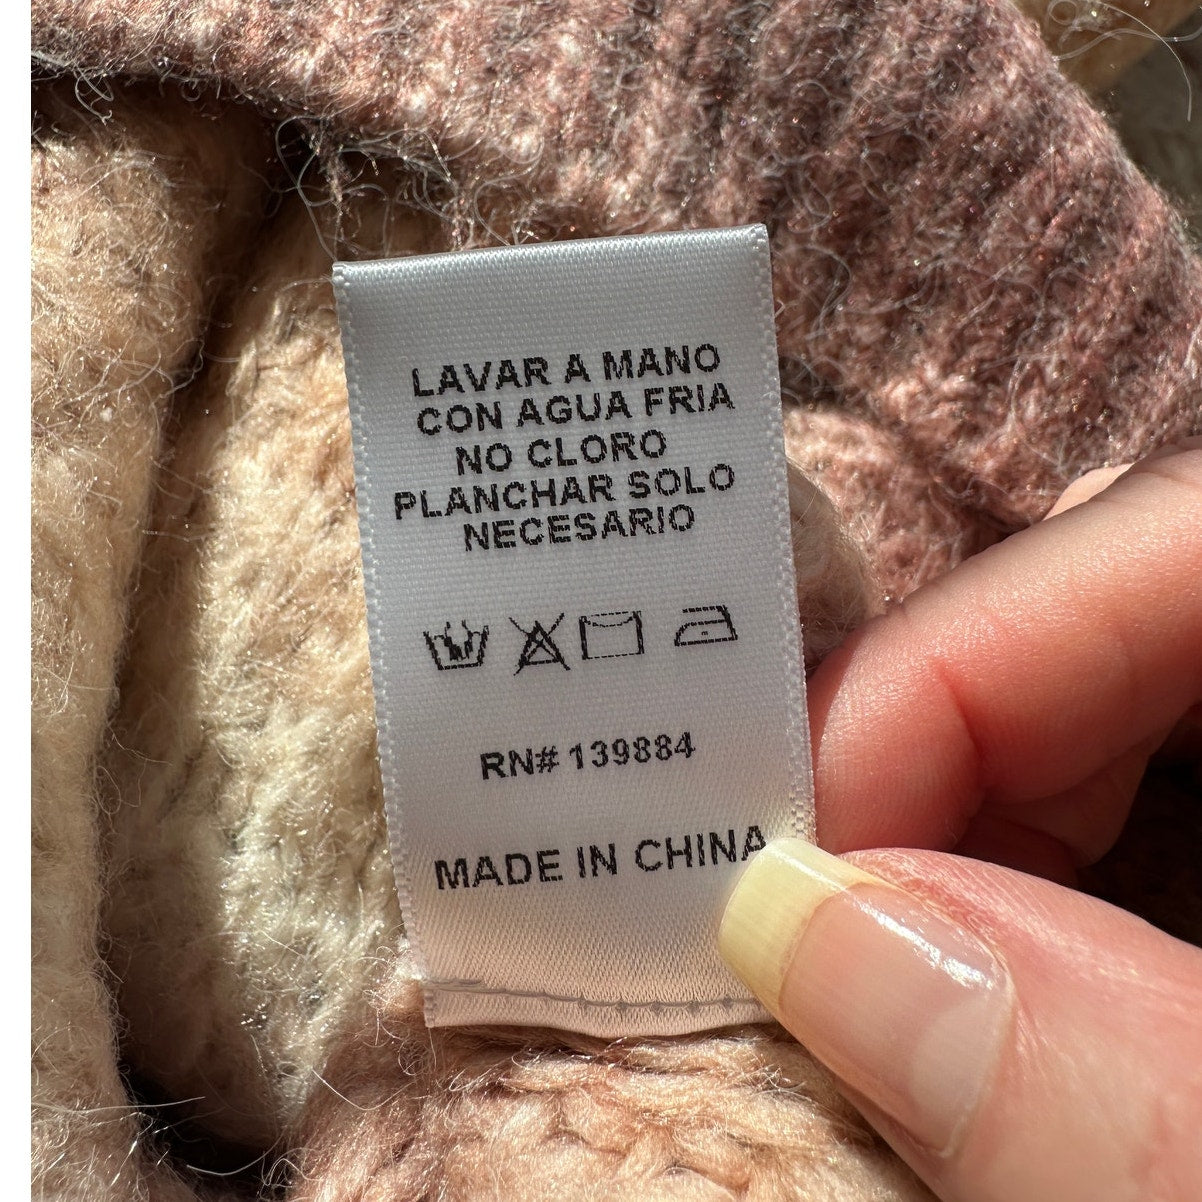 LAVAR A MANO
CON AGUA FRIA
NO CLORO
PLANCHAR SOLO
NECESARIO
RN# 139884
MADE IN CHINA